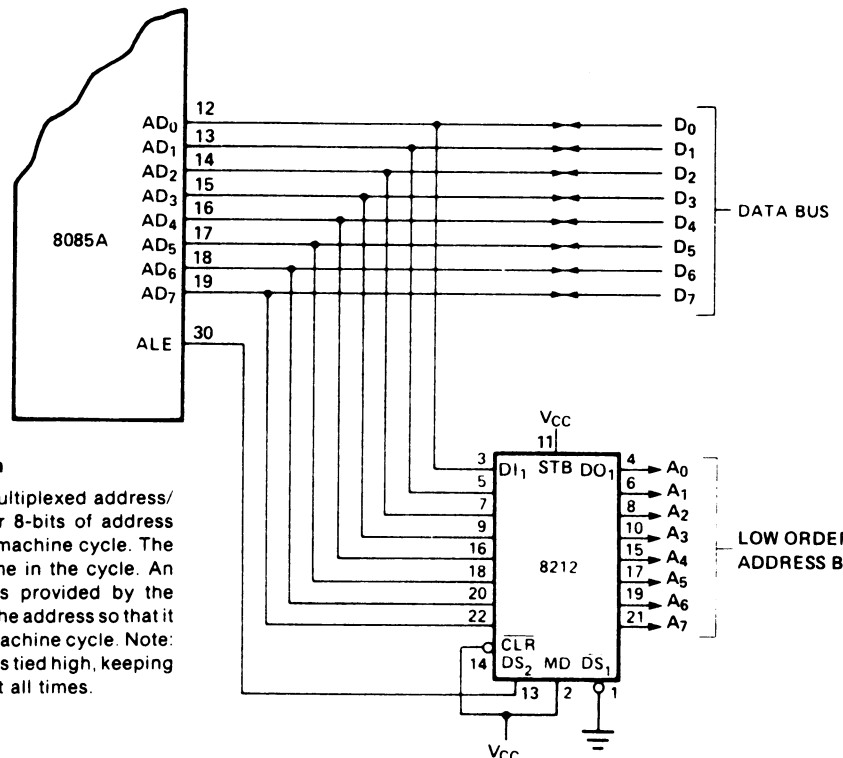 12
AD0
13
AD1
14
AD2
15
AD3
16
AD4
17
AD5
18
AD6
19
AD7
8085A
ALE
30
D0
D1
D2
D3
D4
D5
D6
D7
DATA BUS
VCC
11
3 DI1 STB DO1 4 A0
5 6 A1
7 8 A2
9 10 A3
16 15 A4
18 8212 17 A5
20 19 A6
22 21 A7
LOW ORDER
ADDRESS B
CLR
14 DS2 MD DS1
13 2 1
VCC
ultiplexed address/
r 8-bits of address
machine cycle. The
ne in the cycle. An
s provided by the
he address so that it
achine cycle. Note:
s tied high, keeping
t all times.